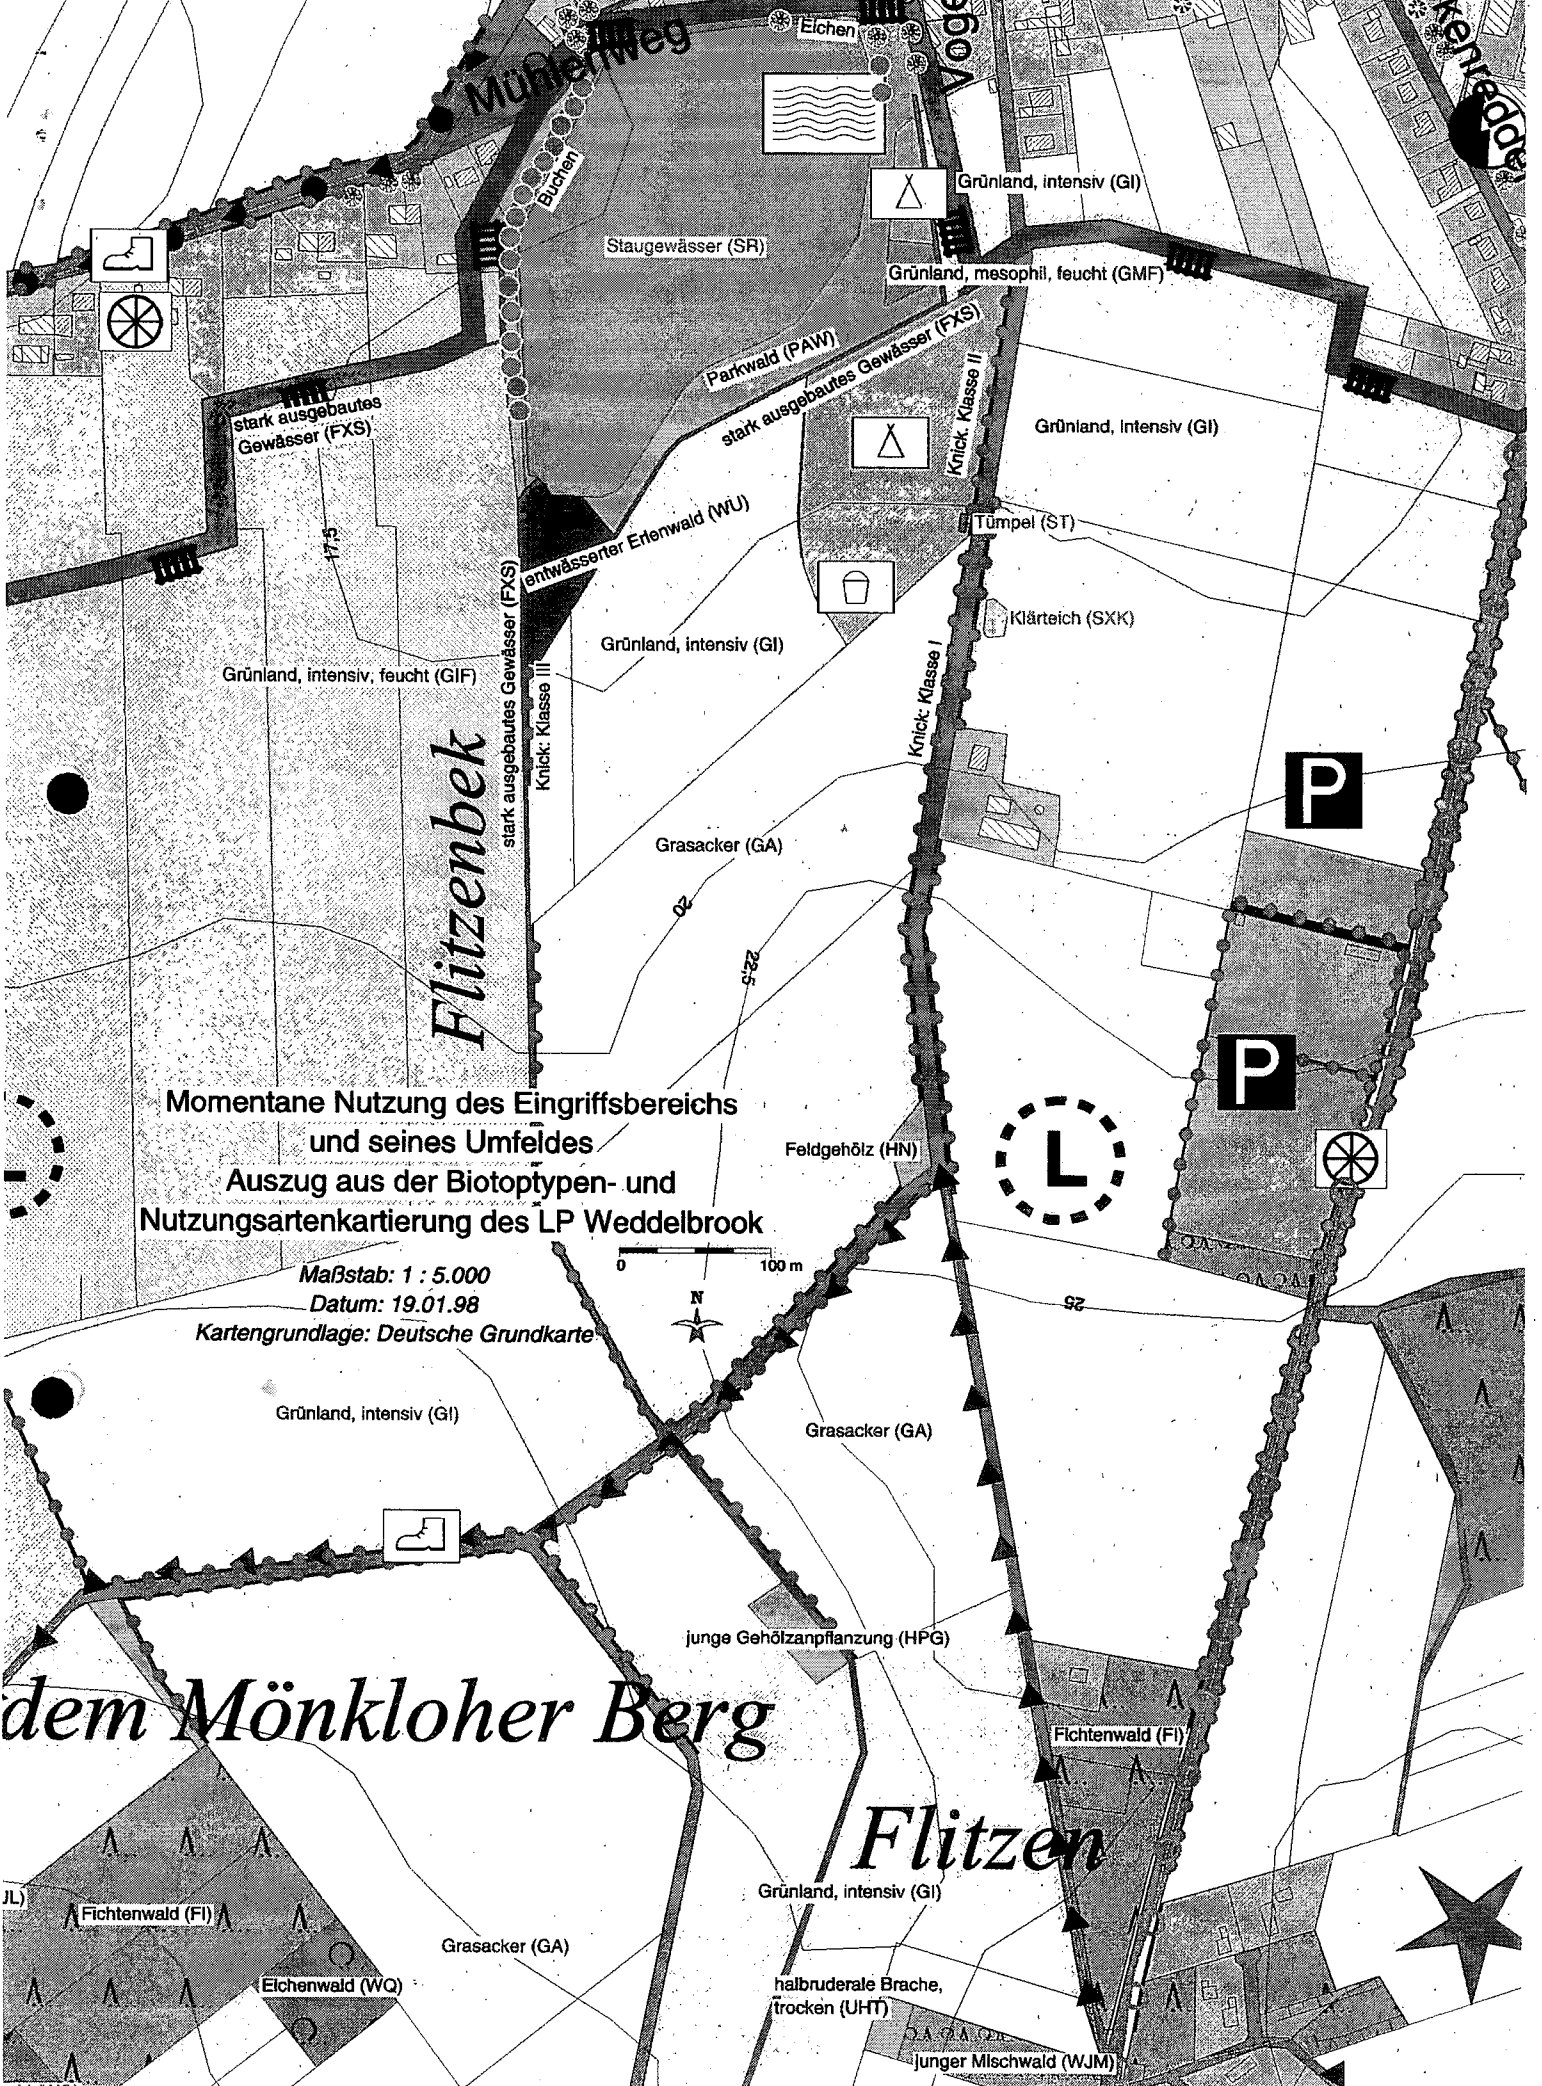 Mühlenweg
Eichen
Buchen
Grünland, intensiv (GI)
Staugewässer (SR)
Grünland, mesophil, feucht (GMF)
Parkwald (PAW)
stark ausgebautes Gewässer (FXS)
Knick: Klasse II
stark ausgebautes
Gewässer (FXS)
Grünland, intensiv (GI)
entwässerter Erlenwald (WU)
Tümpel (ST)
17,5
Klärteich (SXK)
Grünland, intensiv (GI)
Grünland, intensiv, feucht (GIF)
stark ausgebautes Gewässer (FXS)
Knick: Klasse III
Knick: Klasse I
Flitzenbek
P
Grasacker (GA)
20
22,5
P
Momentane Nutzung des Eingriffsbereichs
und seines Umfeldes
Auszug aus der Biotoptypen- und
Nutzungsartenkartierung des LP Weddelbrook
Feldgehölz (HN)
L
0 100 m
Maßstab: 1 : 5.000
Datum: 19.01.98
Kartengrundlage: Deutsche Grundkarte
N
25
Grünland, intensiv (GI)
Grasacker (GA)
junge Gehölzanpflanzung (HPG)
dem Mönkloher Berg
Fichtenwald (FI)
Flitzen
Grünland, intensiv (GI)
JL)
Fichtenwald (FI)
Grasacker (GA)
Eichenwald (WQ)
halbruderale Brache,
trocken (UHT)
junger Mischwald (WJM)